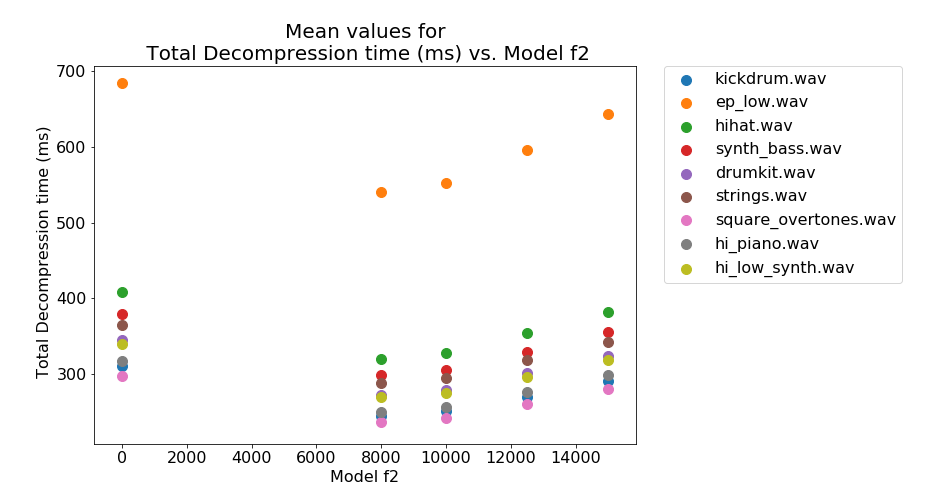 Mean values for
Total Decompression time (ms) vs. Model f2
Total Decompression time (ms)
700
600
500
400
300
0 2000 4000 6000 8000 10000 12000 14000
Model f2
kickdrum.wav
ep_low.wav
hihat.wav
synth_bass.wav
drumkit.wav
strings.wav
square_overtones.wav
hi_piano.wav
hi_low_synth.wav